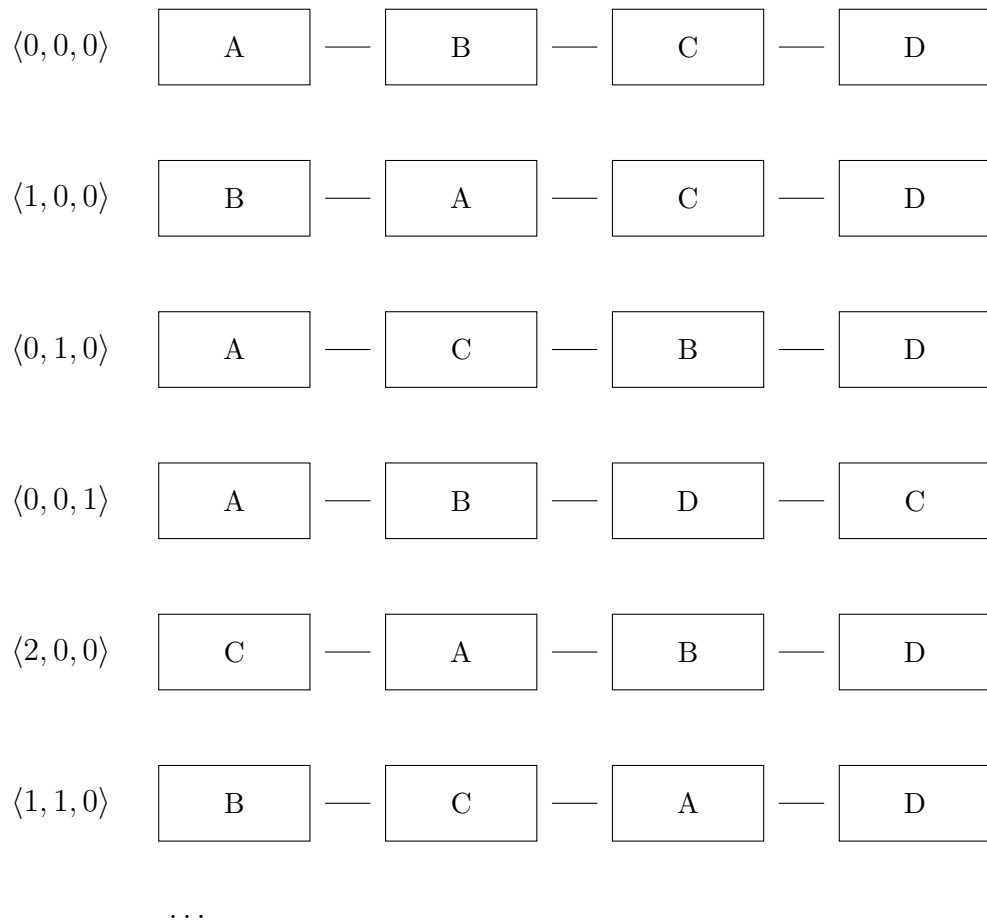 ⟨0, 0, 0⟩ A B C D
⟨1, 0, 0⟩ B A C D
⟨0, 1, 0⟩ A C B D
⟨0, 0, 1⟩ A B D C
⟨2, 0, 0⟩ C A B D
⟨1, 1, 0⟩ B C A D
...